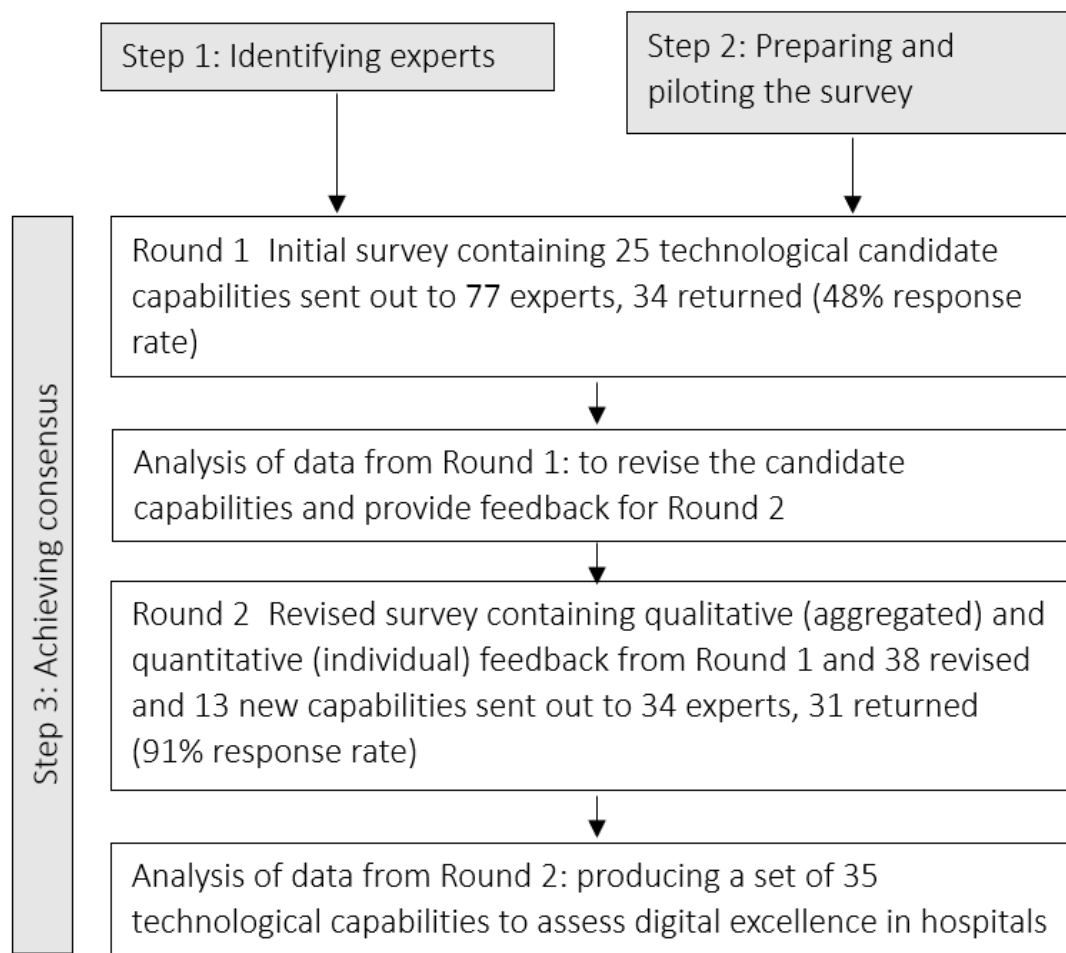 Step 1: Identifying experts
Step 2: Preparing and
piloting the survey
Step 3: Achieving consensus
Round 1  Initial survey containing 25 technological candidate
capabilities sent out to 77 experts, 34 returned (48% response
rate)
Analysis of data from Round 1: to revise the candidate
capabilities and provide feedback for Round 2
Round 2  Revised survey containing qualitative (aggregated) and
quantitative (individual) feedback from Round 1 and 38 revised
and 13 new capabilities sent out to 34 experts, 31 returned
(91% response rate)
Analysis of data from Round 2: producing a set of 35
technological capabilities to assess digital excellence in hospitals